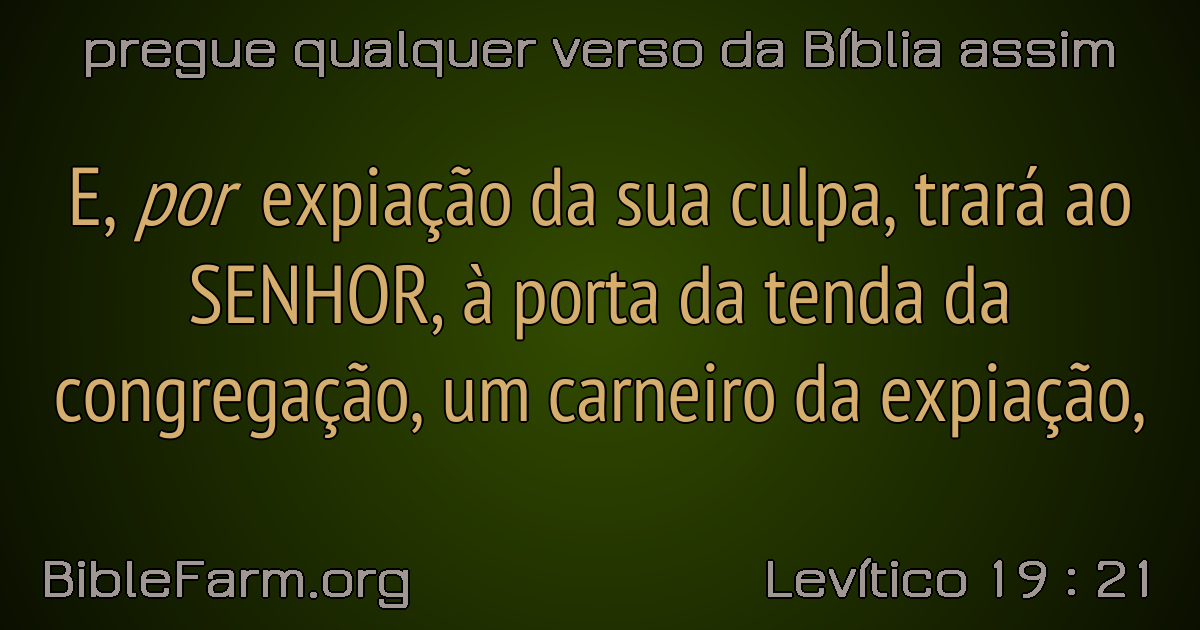 pregue qualquer verso da Bíblia assim
E, por expiação da sua culpa, trará ao
SENHOR, à porta da tenda da
congregação, um carneiro da expiação,
BibleFarm.org
Levítico 19 : 21